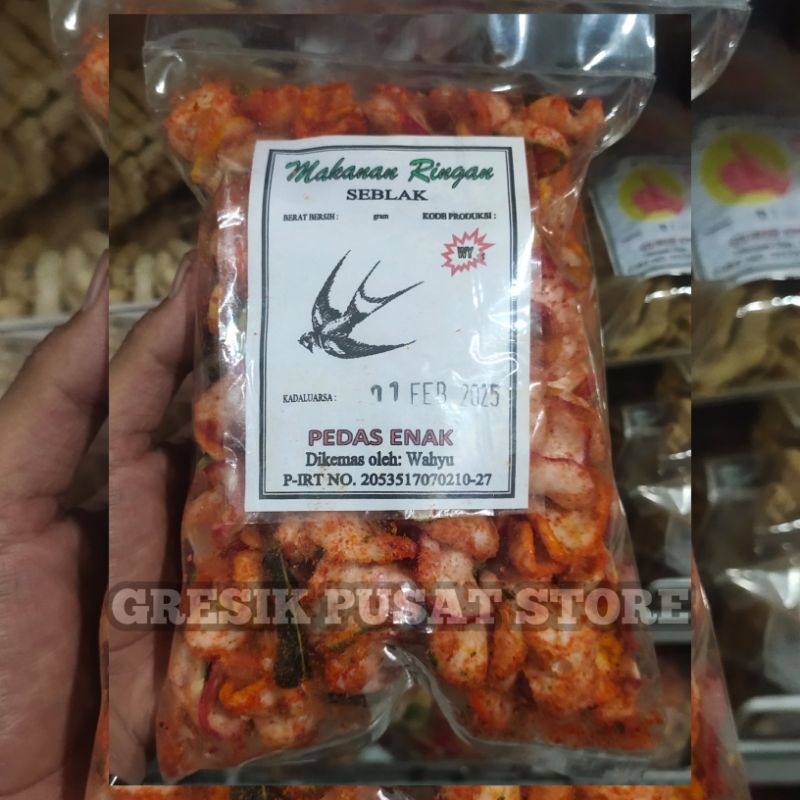 Makanan Ringan
SEBLAK
BERAT BERSIH : gram KODE PRODUKSI :
WY
KADALUARSA : 11 FEB 2025
PEDAS ENAK
Dikemas oleh: Wahyu
P-IRT NO. 2053517070210-27
GRESIK PUSAT STORE